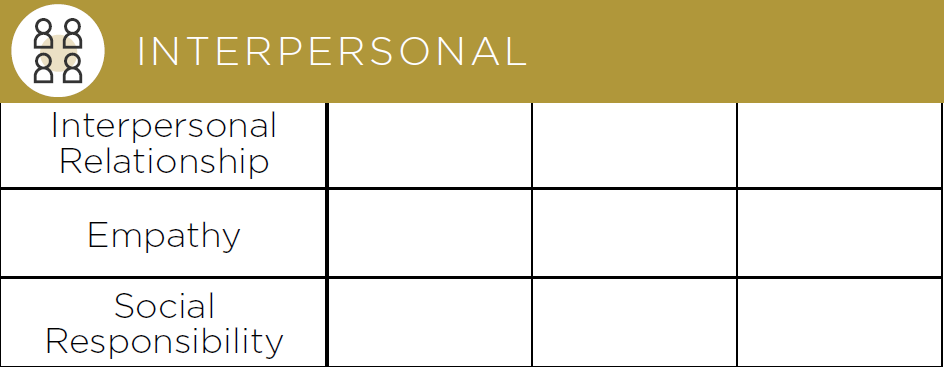 INTERPERSONAL
Interpersonal
Relationship
Empathy
Social
Responsibility